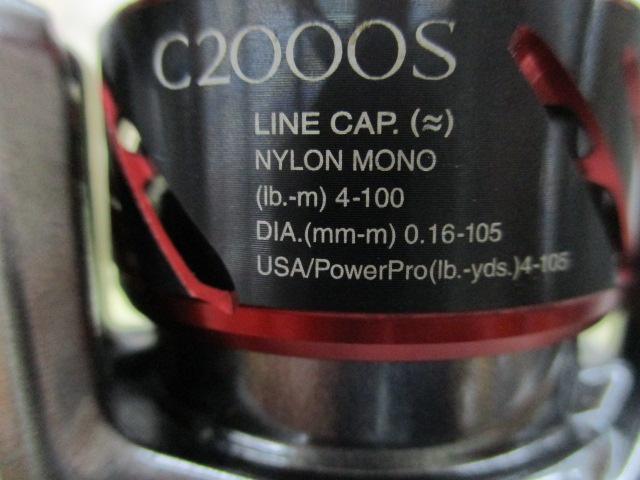 C2000S
LINE CAP. (≈)
NYLON MONO
(lb.-m) 4-100
DIA.(mm-m) 0.16-105
USA/PowerPro(lb.-yds.)4-105